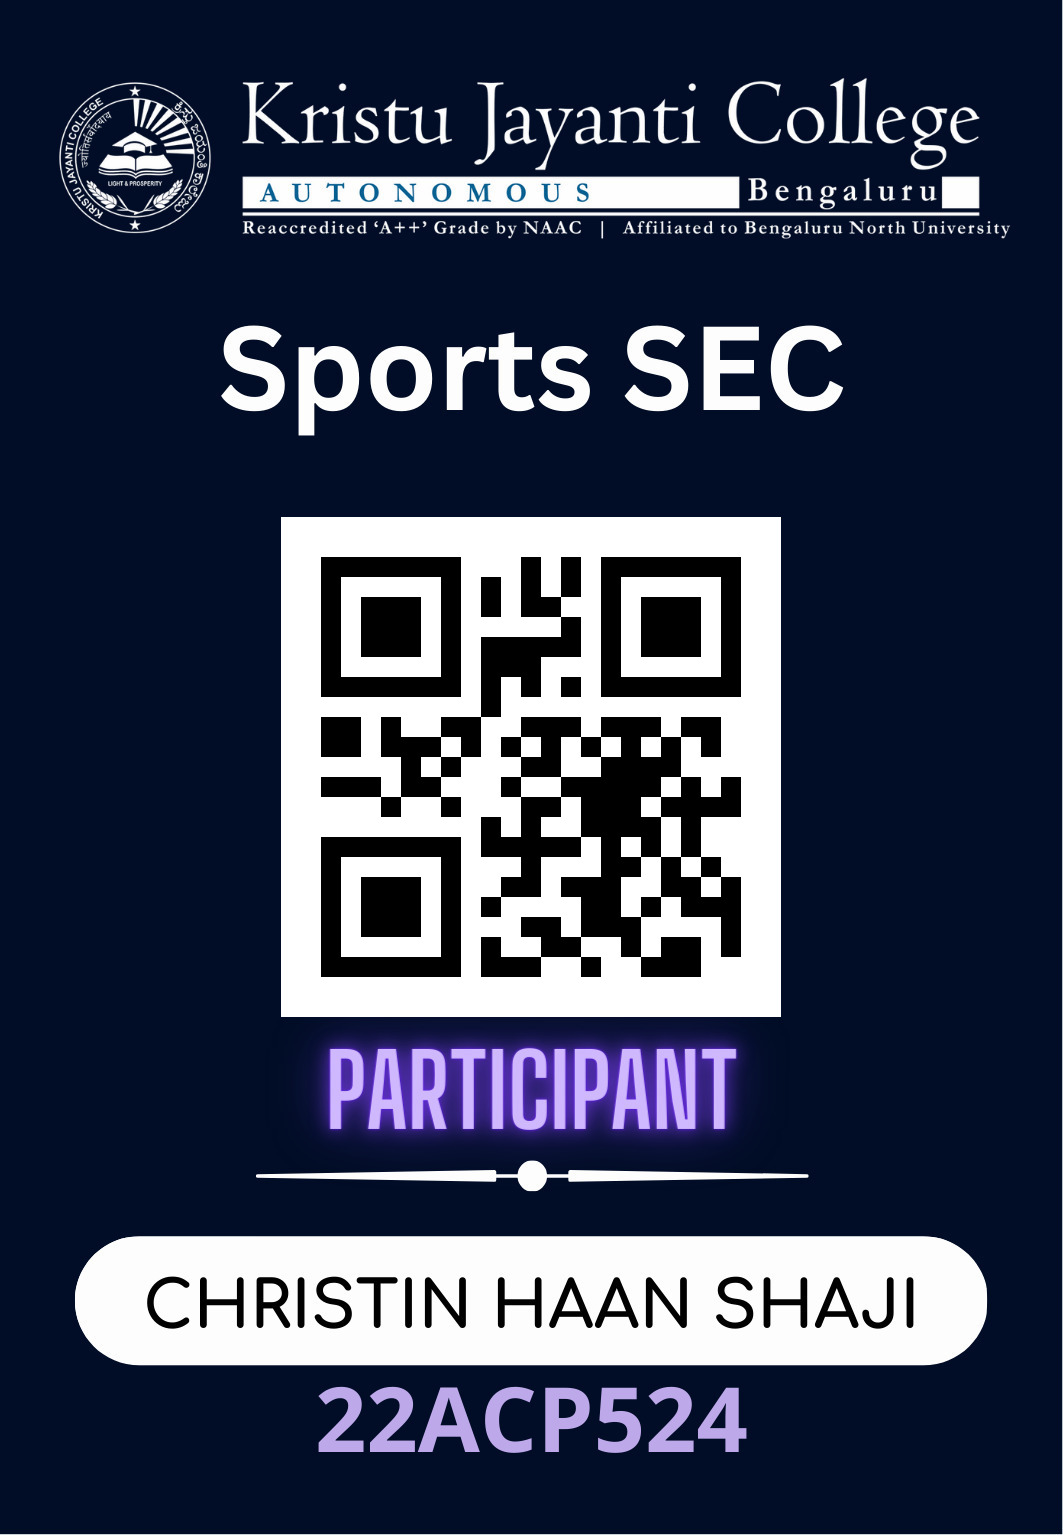 Kristu Jayanti College
AUTONOMOUS Bengaluru
Reaccredited ‘A++’ Grade by NAAC | Affiliated to Bengaluru North University
KRISTU JAYANTI COLLEGE
LIGHT & PROSPERITY
Sports SEC
PARTICIPANT
CHRISTIN HAAN SHAJI
22ACP524